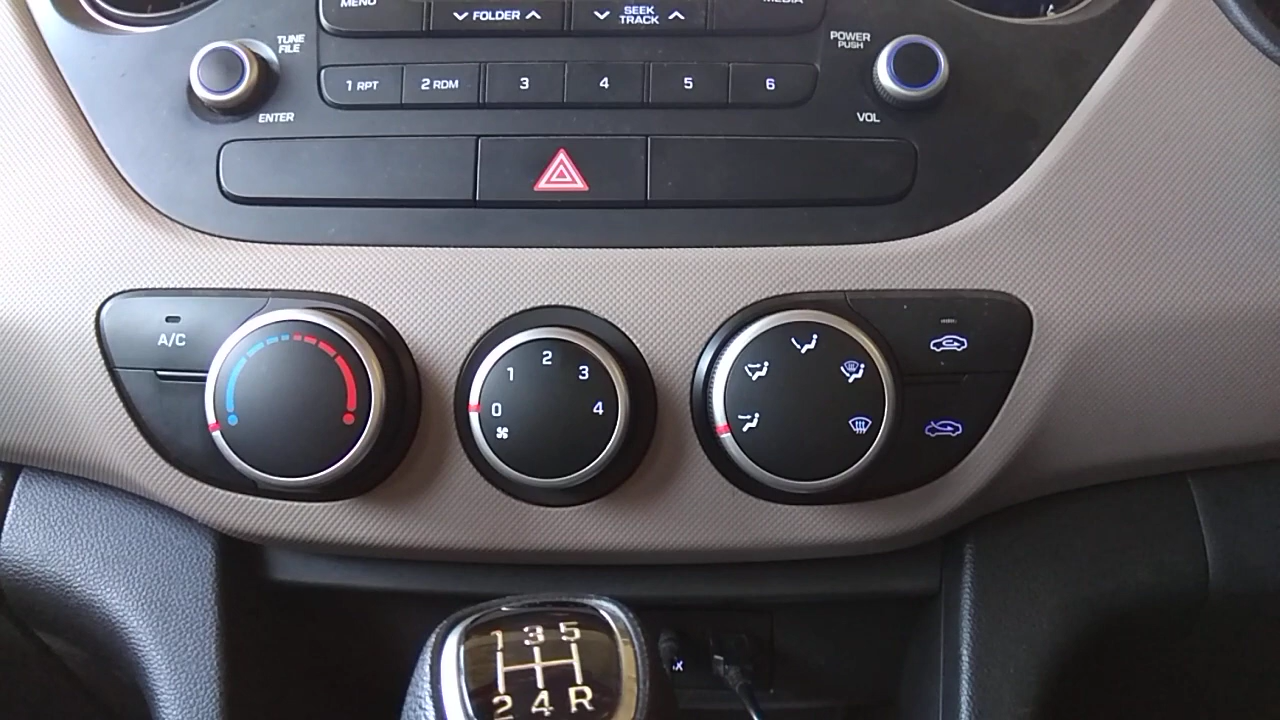 MENU
FOLDER
SEEK
TRACK
MEDIA
TUNE
FILE
POWER
PUSH
1 RPT
2 RDM
3
4
5
6
ENTER
VOL
A/C
0
1
2
3
4
1 3 5
2 4 R